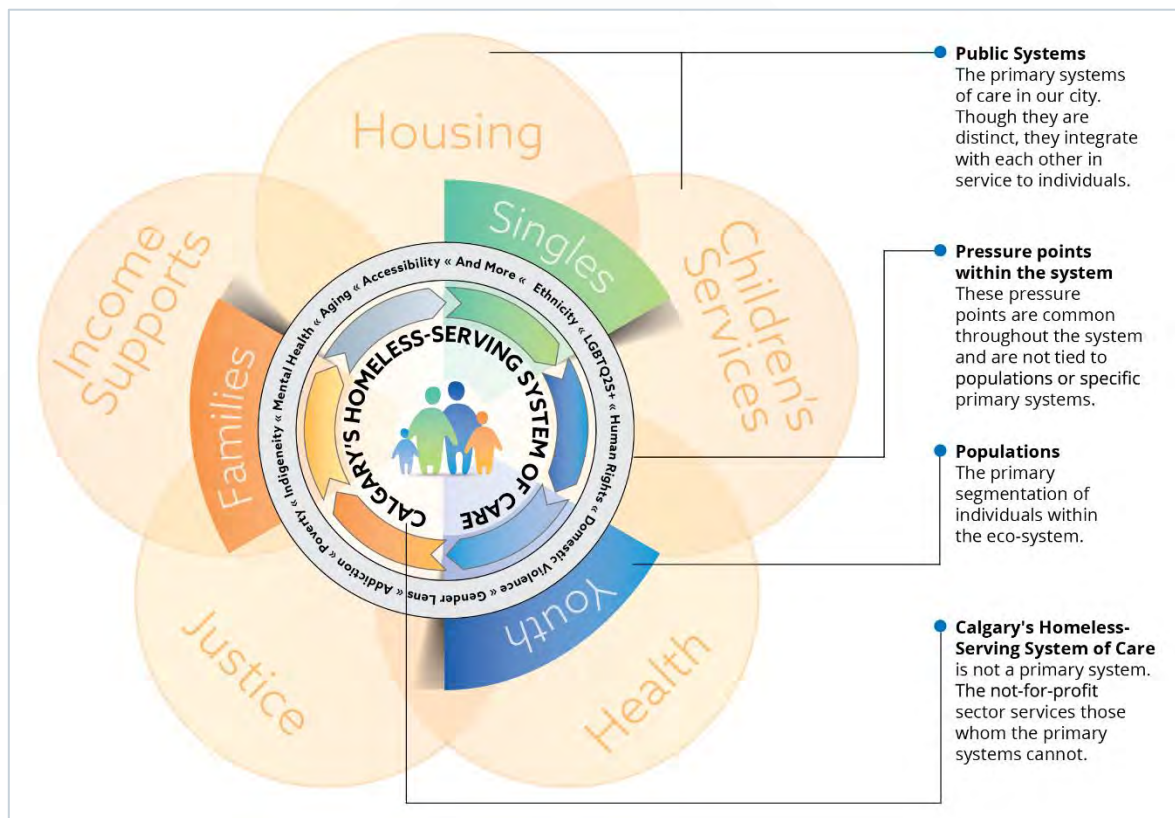 Housing
Singles
Children's
Services
Income
Supports
Families
Justice
Youth
Health
Accessibility « And More « Ethnicity « LGBTQ2S+ « Human Rights « Domestic Violence « Gender Lens « Addiction « Poverty « Indigeneity « Mental Health « Aging «
CALGARY'S HOMELESS-SERVING SYSTEM OF CARE
Public Systems
The primary systems
of care in our city.
Though they are
distinct, they integrate
with each other in
service to individuals.
Pressure points
within the system
These pressure
points are common
throughout the system
and are not tied to
populations or specific
primary systems.
Populations
The primary
segmentation of
individuals within
the eco-system.
Calgary's Homeless-
Serving System of Care
is not a primary system.
The not-for-profit
sector services those
whom the primary
systems cannot.